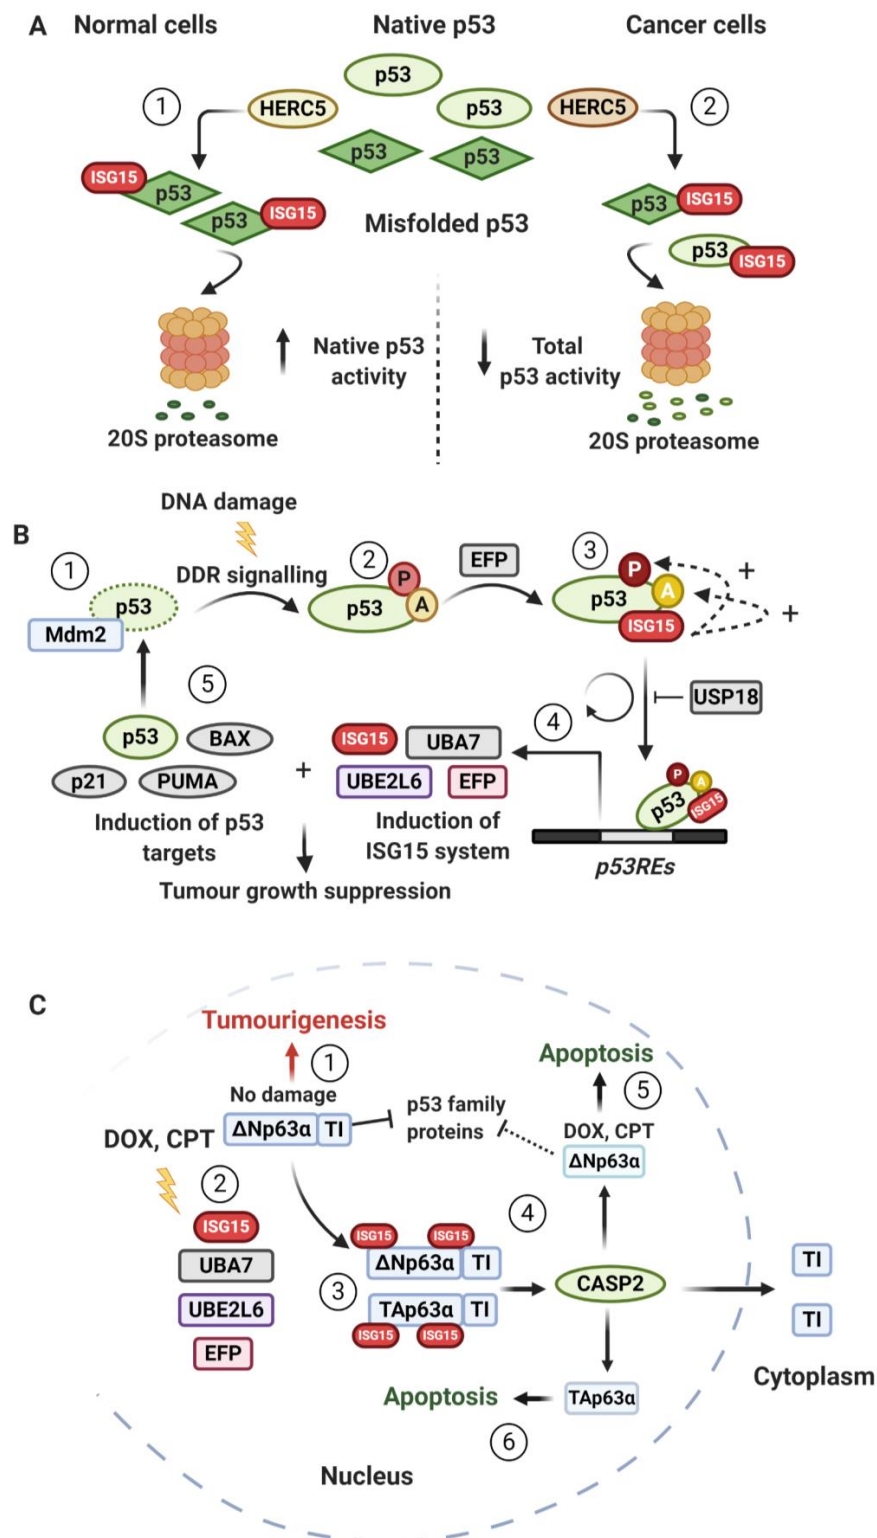 A
Normal cells
Native p53
Cancer cells
p53
1
HERC5
p53
HERC5
2
p53
p53
ISG15
p53
p53
ISG15
Misfolded p53
p53
ISG15
p53
ISG15
Native p53
activity
Total
p53 activity
20S proteasome
20S proteasome
B
DNA damage
1
DDR signalling
2
P
EFP
3
P
+
p53
p53
A
p53
A
+
Mdm2
ISG15
5
4
USP18
p53
BAX
ISG15
UBA7
p21
PUMA
+
UBE2L6
EFP
P
A
p53
ISG15
Induction of p53
targets
Induction of
ISG15 system
p53REs
Tumour growth suppression
C
Tumourigenesis
1
No damage
Apoptosis
5
DOX, CPT
ΔNp63α
TI
p53 family
proteins
DOX, CPT
ΔNp63α
2
ISG15
UBA7
UBE2L6
EFP
3
ISG15
ISG15
4
ΔNp63α
TI
TAp63α
TI
ISG15
ISG15
CASP2
TI
TI
Cytoplasm
Apoptosis
TAp63α
6
Nucleus